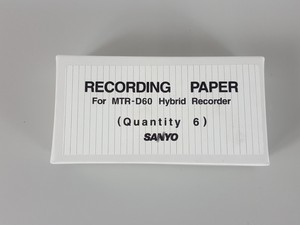 RECORDING PAPER
For MTR-D60 Hybrid Recorder
(Quantity 6)
SANYO